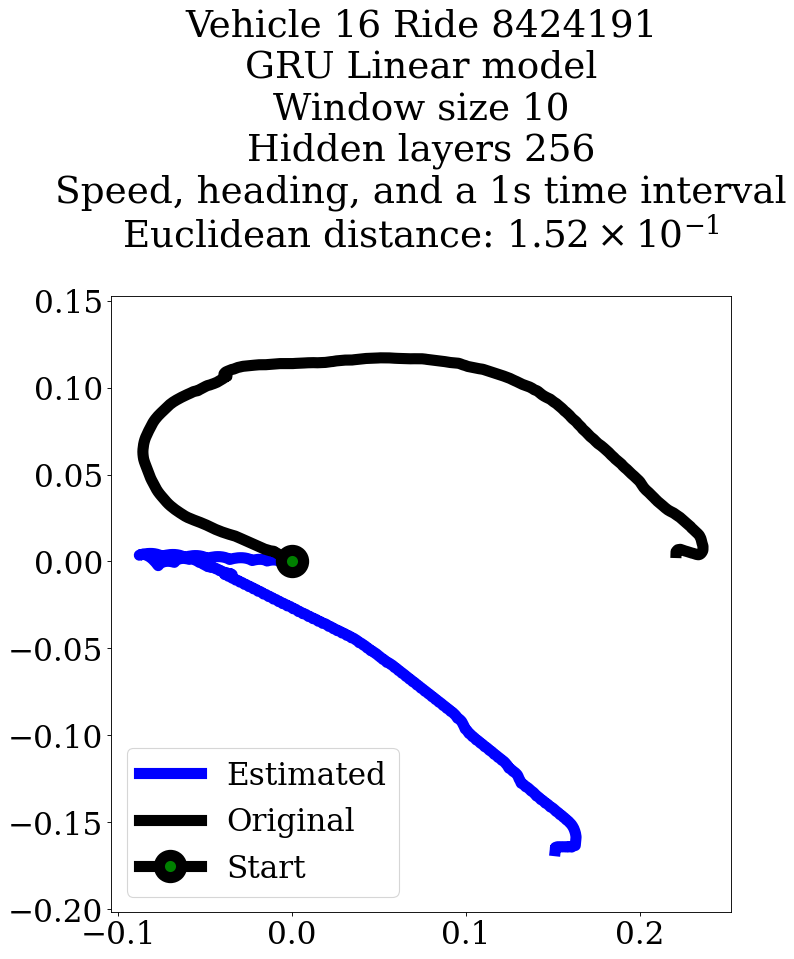 Vehicle 16 Ride 8424191
GRU Linear model
Window size 10
Hidden layers 256
Speed, heading, and a 1s time interval
Euclidean distance: 1.52 × 10⁻¹
0.15
0.10
0.05
0.00
−0.05
−0.10
−0.15
−0.20
Estimated
Original
Start
−0.1
0.0
0.1
0.2